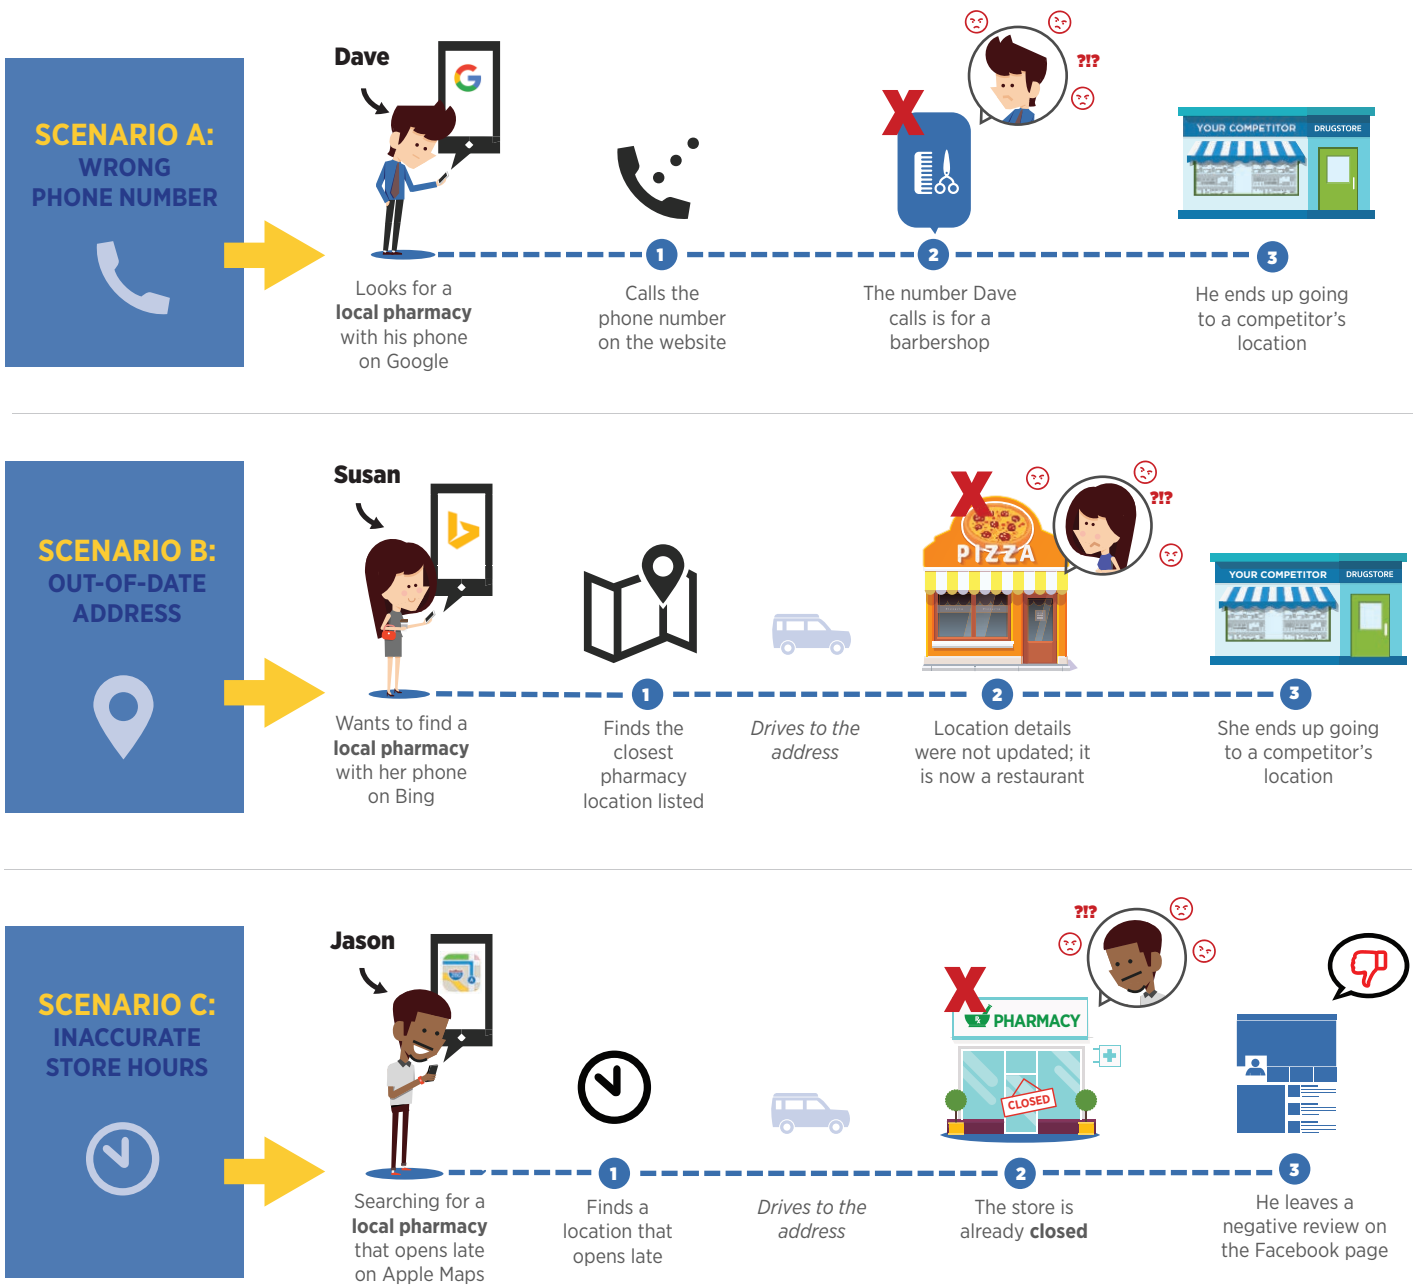 SCENARIO A:
WRONG
PHONE NUMBER
Dave
G
Looks for a
local pharmacy
with his phone
on Google
1
Calls the
phone number
on the website
?!?
2
The number Dave
calls is for a
barbershop
YOUR COMPETITOR DRUGSTORE
3
He ends up going
to a competitor's
location
SCENARIO B:
OUT-OF-DATE
ADDRESS
Susan
Wants to find a
local pharmacy
with her phone
on Bing
1
Finds the
closest
pharmacy
location listed
Drives to the
address
?!?
PIZZA
2
Location details
were not updated; it
is now a restaurant
YOUR COMPETITOR DRUGSTORE
3
She ends up going
to a competitor's
location
SCENARIO C:
INACCURATE
STORE HOURS
Jason
Searching for a
local pharmacy
that opens late
on Apple Maps
1
Finds a
location that
opens late
Drives to the
address
?!?
PHARMACY
CLOSED
2
The store is
already closed
3
He leaves a
negative review on
the Facebook page